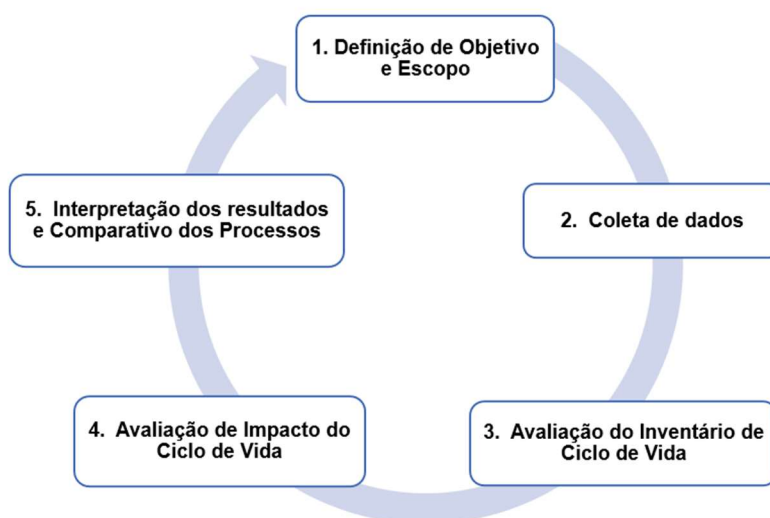 1. Definição de Objetivo
e Escopo
2. Coleta de dados
3. Avaliação do Inventário de
Ciclo de Vida
4. Avaliação de Impacto do
Ciclo de Vida
5. Interpretação dos resultados
e Comparativo dos Processos